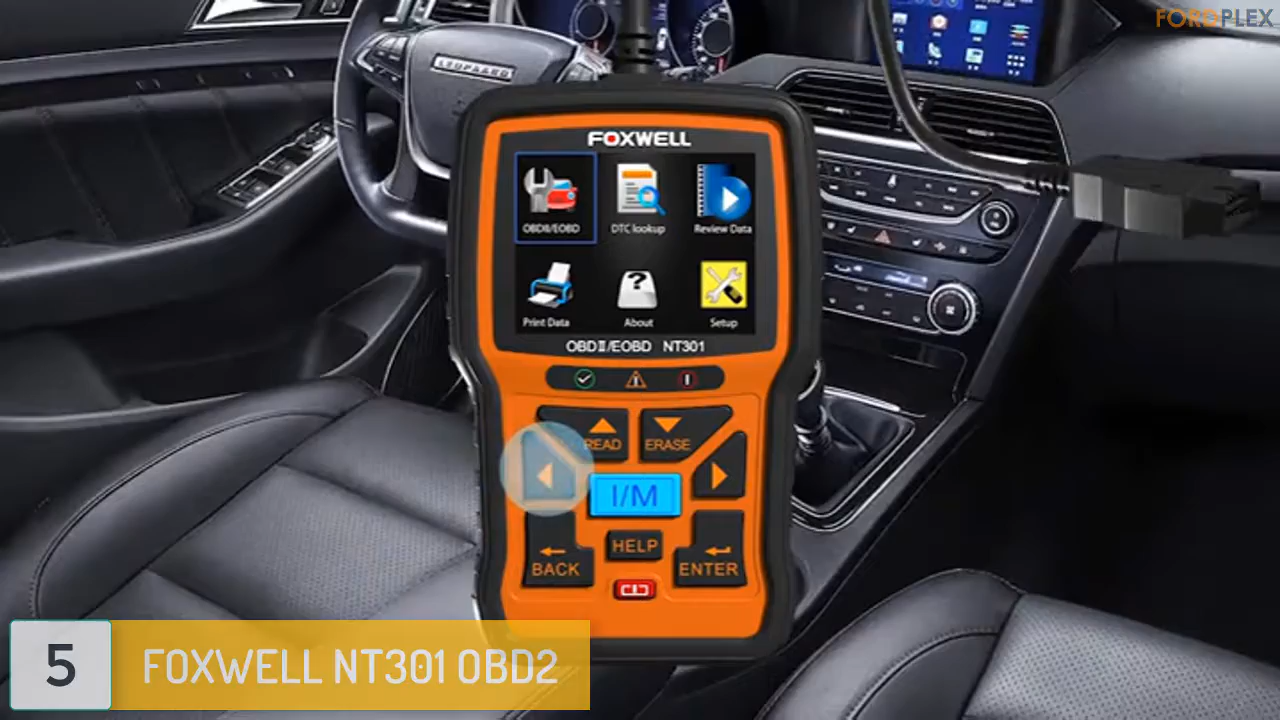 FOROPLEX
LEOPAARD
FOXWELL
OBDII/EOBD
DTC lookup
Review Data
Print Data
About
Setup
OBDII/EOBD NT301
READ
ERASE
I/M
HELP
BACK
ENTER
5
FOXWELL NT301 OBD2